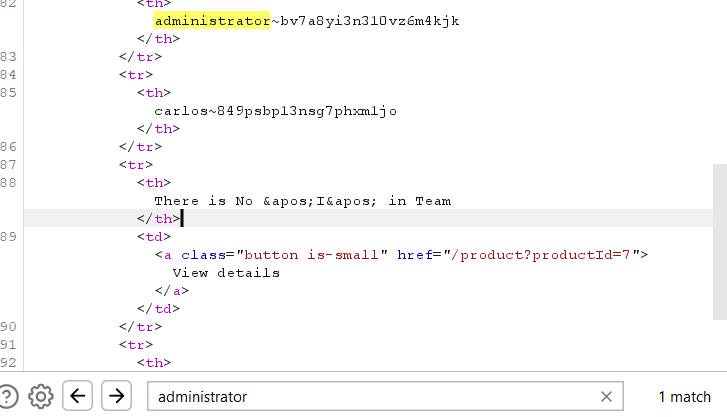 82 <th>
administrator~bv7a8yi3n310vz6m4kjk
</th>
83 </tr>
84 <tr>
85 <th>
carlos~849psbp13nsg7phxm1jo
</th>
86 </tr>
87 <tr>
88 <th>
There is No &apos;I&apos; in Team
</th>
89 <td>
<a class="button is-small" href="/product?productId=7">
View details
</a>
</td>
90 </tr>
91 <tr>
92 <th>
administrator
1 match